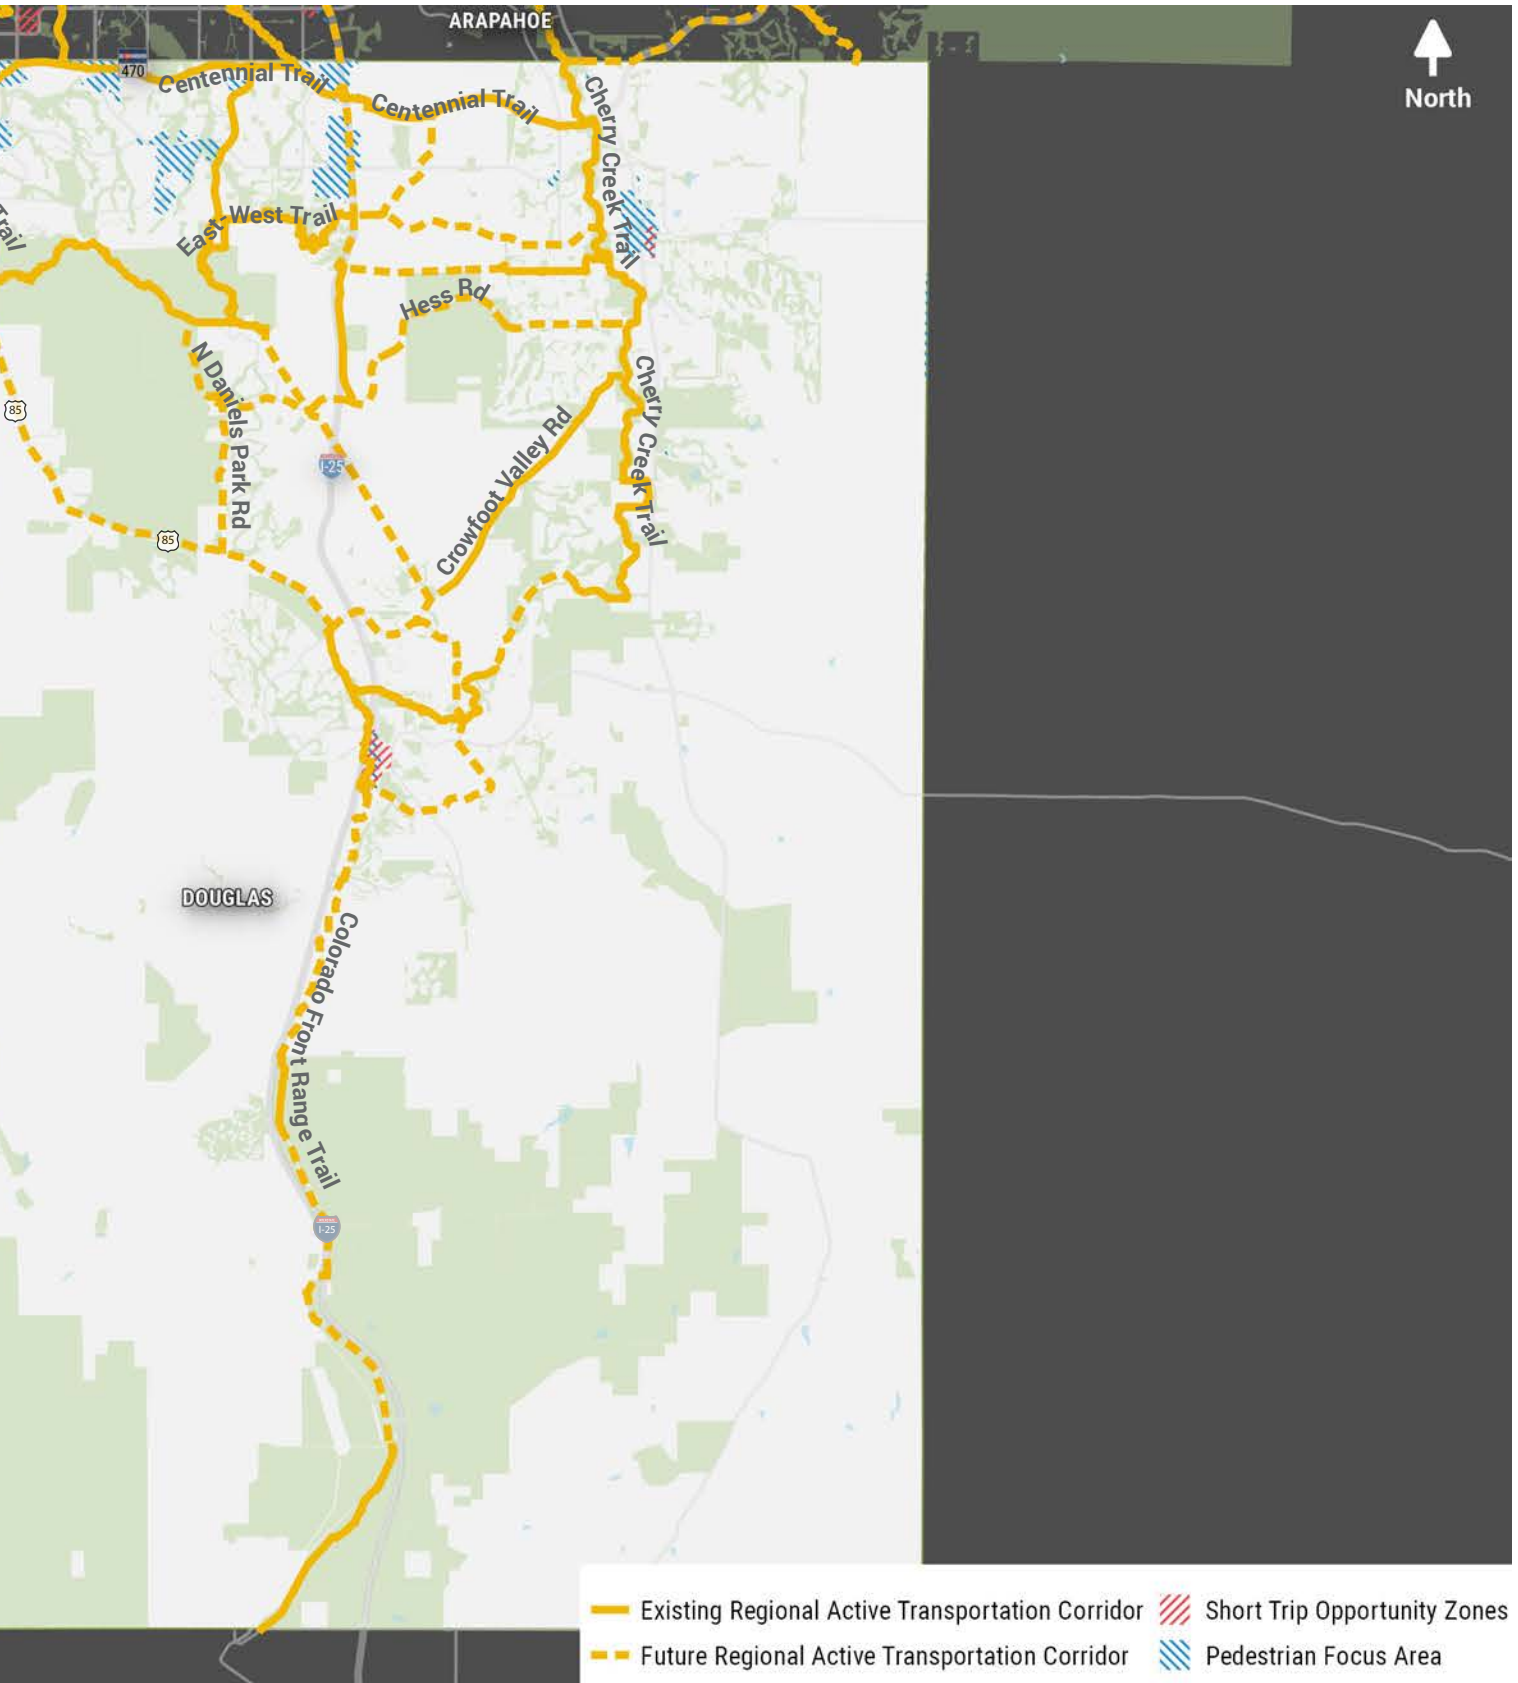 ARAPAHOE
North
470
Centennial Trail
Centennial Trail
Cherry Creek Trail
East-West Trail
Trail
Hess Rd
N Daniels Park Rd
Cherry Creek Trail
85
Crowfoot Valley Rd
I-25
85
DOUGLAS
Colorado Front Range Trail
I-25
Existing Regional Active Transportation Corridor
Short Trip Opportunity Zones
Future Regional Active Transportation Corridor
Pedestrian Focus Area